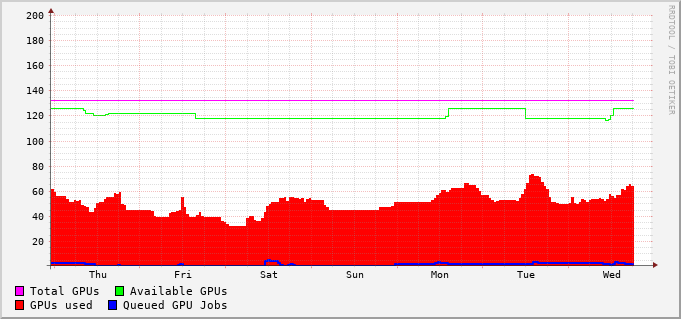 200
180
160
140
120
100
80
60
40
20
Thu Fri Sat Sun Mon Tue Wed
Total GPUs Available GPUs
GPUs used Queued GPU Jobs
RRDTOOL / TOBI OETIKER